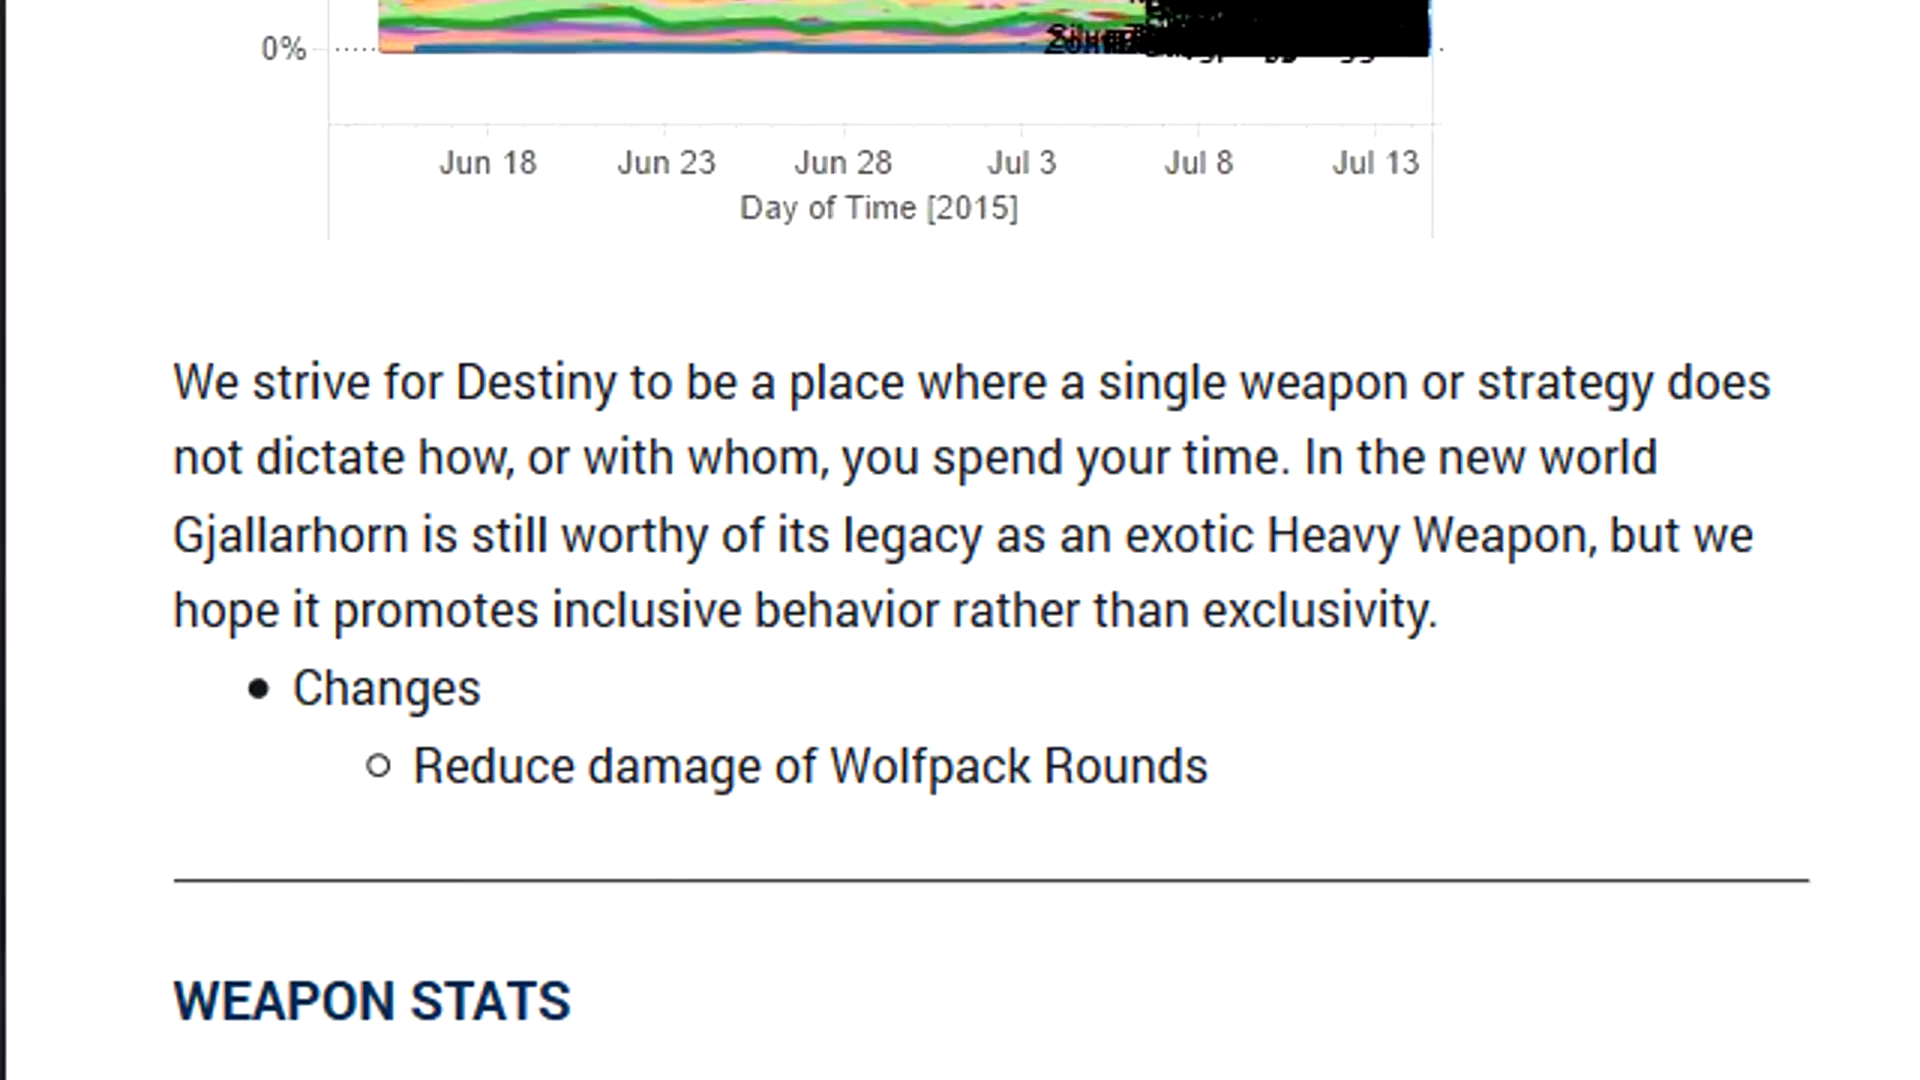 0%
Jun 18 Jun 23 Jun 28 Jul 3 Jul 8 Jul 13
Day of Time [2015]
We strive for Destiny to be a place where a single weapon or strategy does
not dictate how, or with whom, you spend your time. In the new world
Gjallarhorn is still worthy of its legacy as an exotic Heavy Weapon, but we
hope it promotes inclusive behavior rather than exclusivity.
• Changes
○ Reduce damage of Wolfpack Rounds
WEAPON STATS